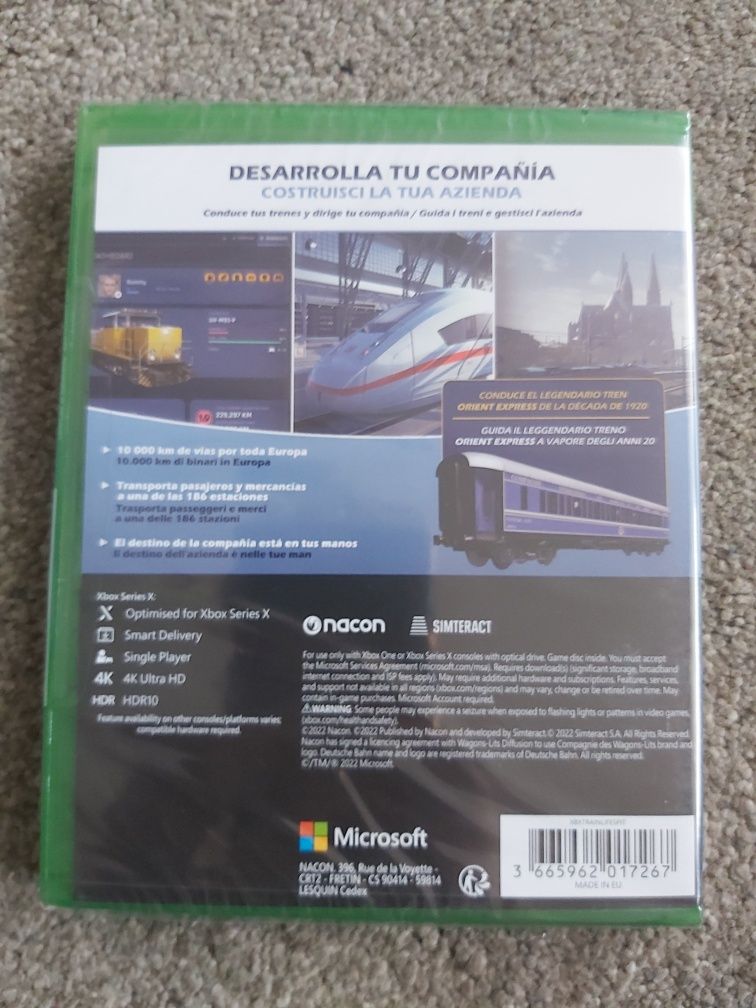 DESARROLLA TU COMPAÑÍA
COSTRUISCI LA TUA AZIENDA
Conduce tus trenes y dirige tu compañía / Guida i treni e gestisci l'azienda
229,297 KM
CONDUCE EL LEGENDARIO TREN
ORIENT EXPRESS DE LA DÉCADA DE 1920
GUIDA IL LEGGENDARIO TRENO
ORIENT EXPRESS A VAPORE DEGLI ANNI 20
10 000 km de vías por toda Europa
10.000 km di binari in Europa
Transporta pasajeros y mercancías
a una de las 186 estaciones
Trasporta passeggeri e merci
a una delle 186 stazioni
El destino de la compañía está en tus manos
Il destino dell'azienda è nelle tue man
Xbox Series X:
Optimised for Xbox Series X
Smart Delivery
Single Player
4K 4K Ultra HD
HDR HDR10
Feature availability on other consoles/platforms varies;
compatible hardware required.
nacon
SIMTERACT
For use only with Xbox One or Xbox Series X consoles with optical drive. Game disc inside. You must accept
the Microsoft Services Agreement (microsoft.com/msa). Requires download(s) (significant storage, broadband
internet connection and ISP fees apply). May require additional hardware and subscriptions. Features, services,
and support not available in all regions (xbox.com/regions) and may vary, change or be retired over time. May
contain in-game purchases. Microsoft Account required.
WARNING Some people may experience a seizure when exposed to flashing lights or patterns in video games.
(xbox.com/healthandsafety).
©2022 Nacon. ©2022 Published by Nacon and developed by Simteract © 2022 Simteract S.A. All Rights Reserved.
Nacon has signed a licencing agreement with Wagons-Lits Diffusion to use Compagnie des Wagons-Lits brand and
logo. Deutsche Bahn name and logo are registered trademarks of Deutsche Bahn. All rights reserved.
©/TM/® 2022 Microsoft.
Microsoft
NACON. 396, Rue de la Voyette -
CRT2 - FRETIN - CS 90414 - 59814
LESQUIN Cedex
XBXTRAINLIFESPIT
3 665962 017267
MADE IN EU